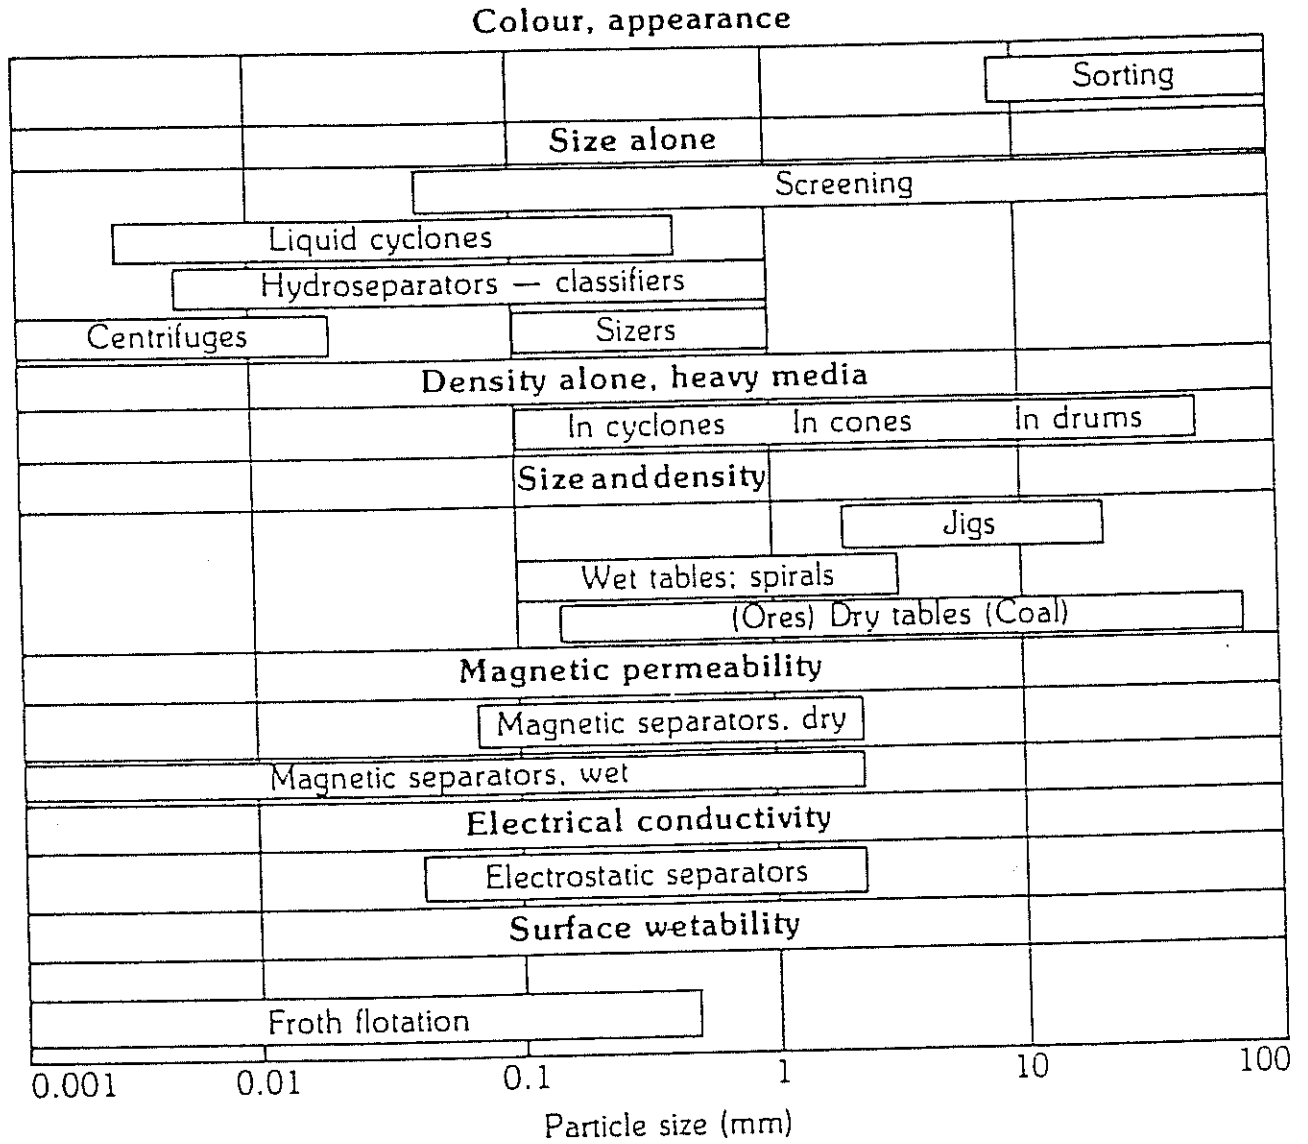 Colour, appearance
Sorting
Size alone
Screening
Liquid cyclones
Hydroseparators — classifiers
Centrifuges
Sizers
Density alone, heavy media
In cyclones In cones In drums
Size and density
Jigs
Wet tables; spirals
(Ores) Dry tables (Coal)
Magnetic permeability
Magnetic separators, dry
Magnetic separators, wet
Electrical conductivity
Electrostatic separators
Surface wetability
Froth flotation
0.001 0.01 0.1 1 10 100
Particle size (mm)